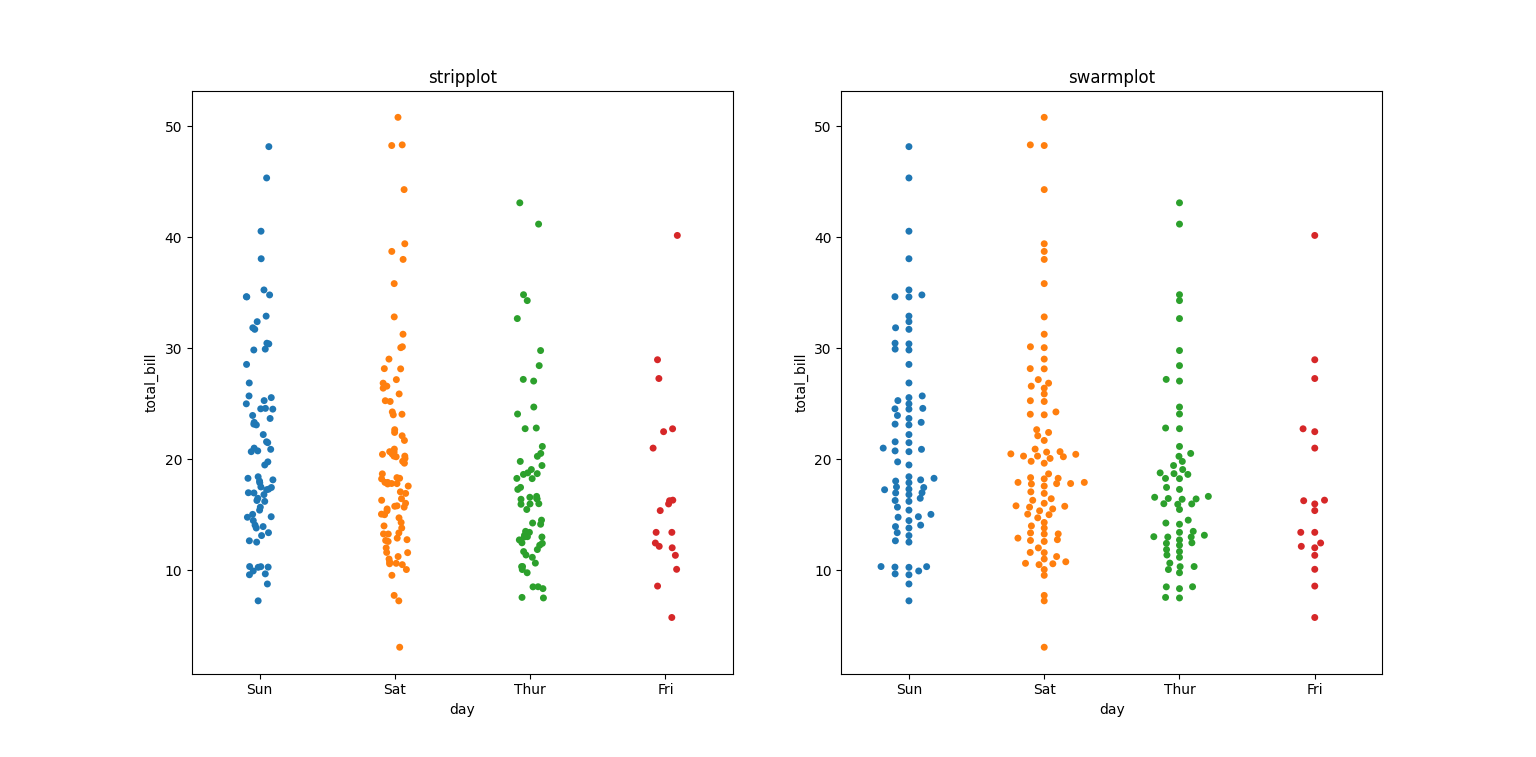 stripplot
50
40
30
20
10
total_bill
Sun Sat Thur Fri
day
swarmplot
50
40
30
20
10
total_bill
Sun Sat Thur Fri
day